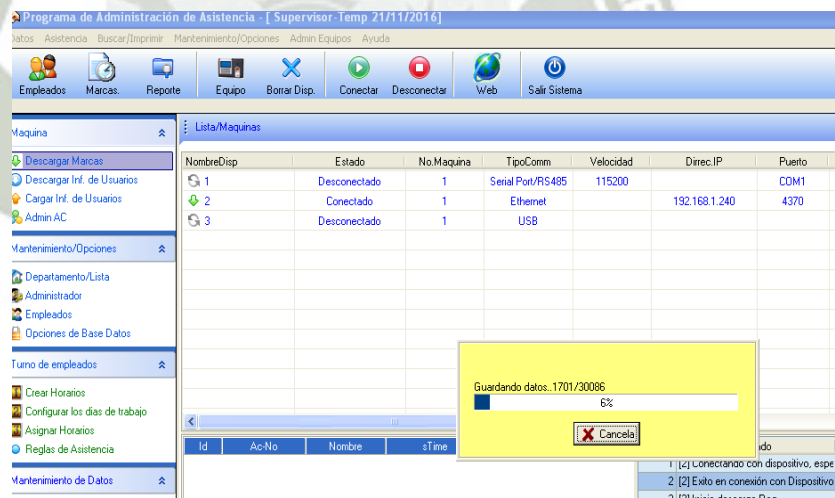 Programa de Administración de Asistencia - [ Supervisor-Temp 21/11/2016]
Datos Asistencia Buscar/Imprimir Mantenimiento/Opciones Admin Equipos Ayuda
Empleados Marcas. Reporte Equipo Borrar Disp. Conectar Desconectar Web Salir Sistema
Maquina
Lista/Maquinas
Descargar Marcas
Descargar Inf. de Usuarios
Cargar Inf. de Usuarios
Admin AC
NombreDisp Estado No.Maquina TipoComm Velocidad Dirrec.IP Puerto
1 Desconectado 1 Serial Port/RS485 115200 COM1
2 Conectado 1 Ethernet 192.168.1.240 4370
3 Desconectado 1 USB
Mantenimiento/Opciones
Departamento/Lista
Administrador
Empleados
Opciones de Base Datos
Turno de empleados
Crear Horarios
Configurar los dias de trabajo
Asignar Horarios
Reglas de Asistencia
Mantenimiento de Datos
Guardando datos..1701/30086
6%
Cancela
Id Ac-No Nombre sTime
1 [2] Conectando con dispositivo, espe
2 [2] Exito en conexión con Dispositivo